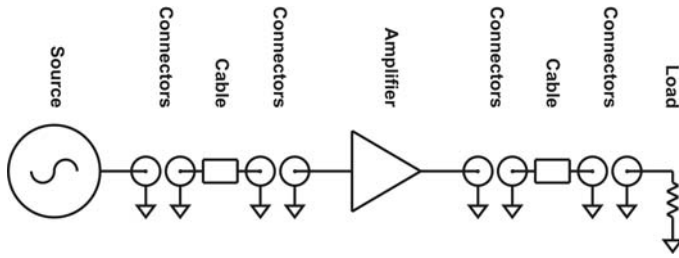 Source
Connectors
Cable
Connectors
Amplifier
Connectors
Cable
Connectors
Load